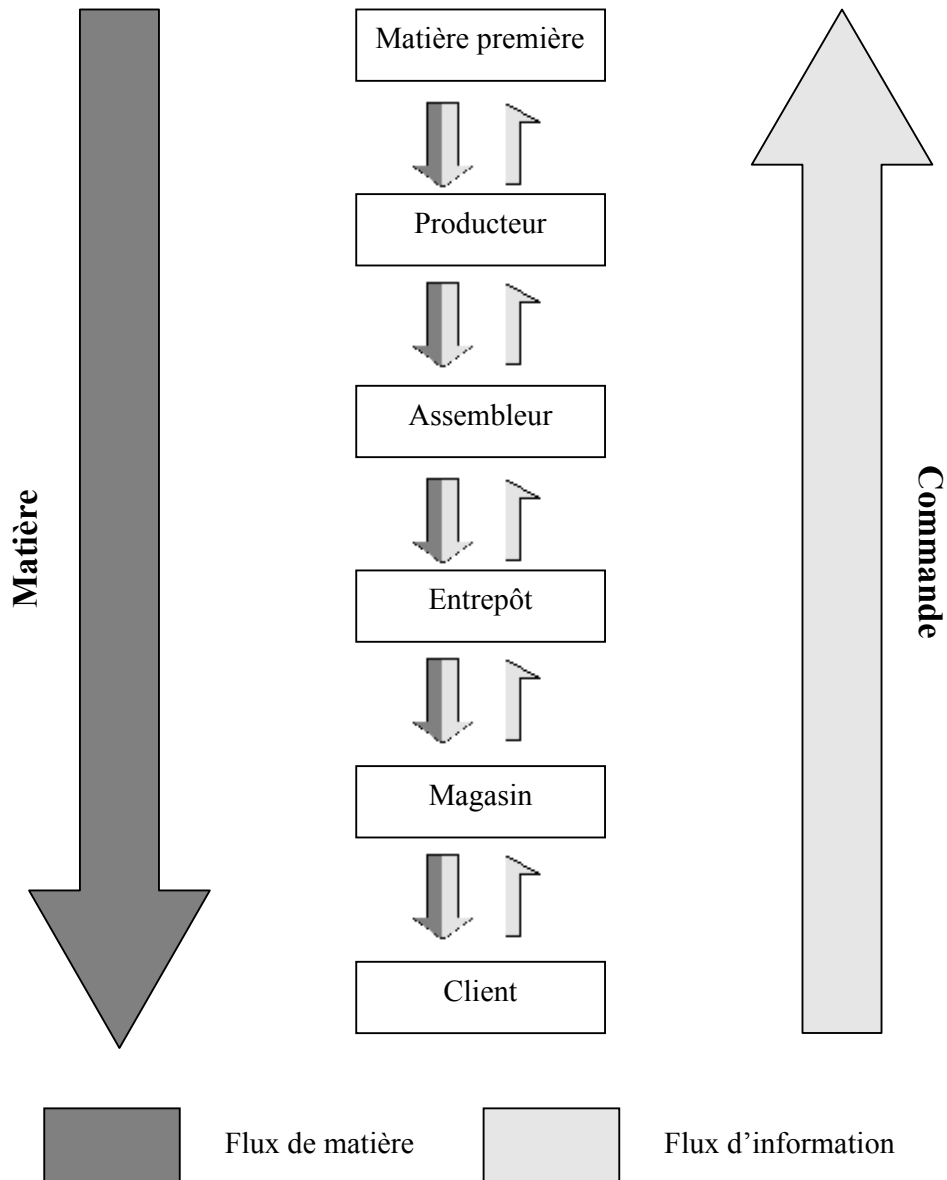 Matière première
Producteur
Assembleur
Matière
Commande
Entrepôt
Magasin
Client
Flux de matière
Flux d’information